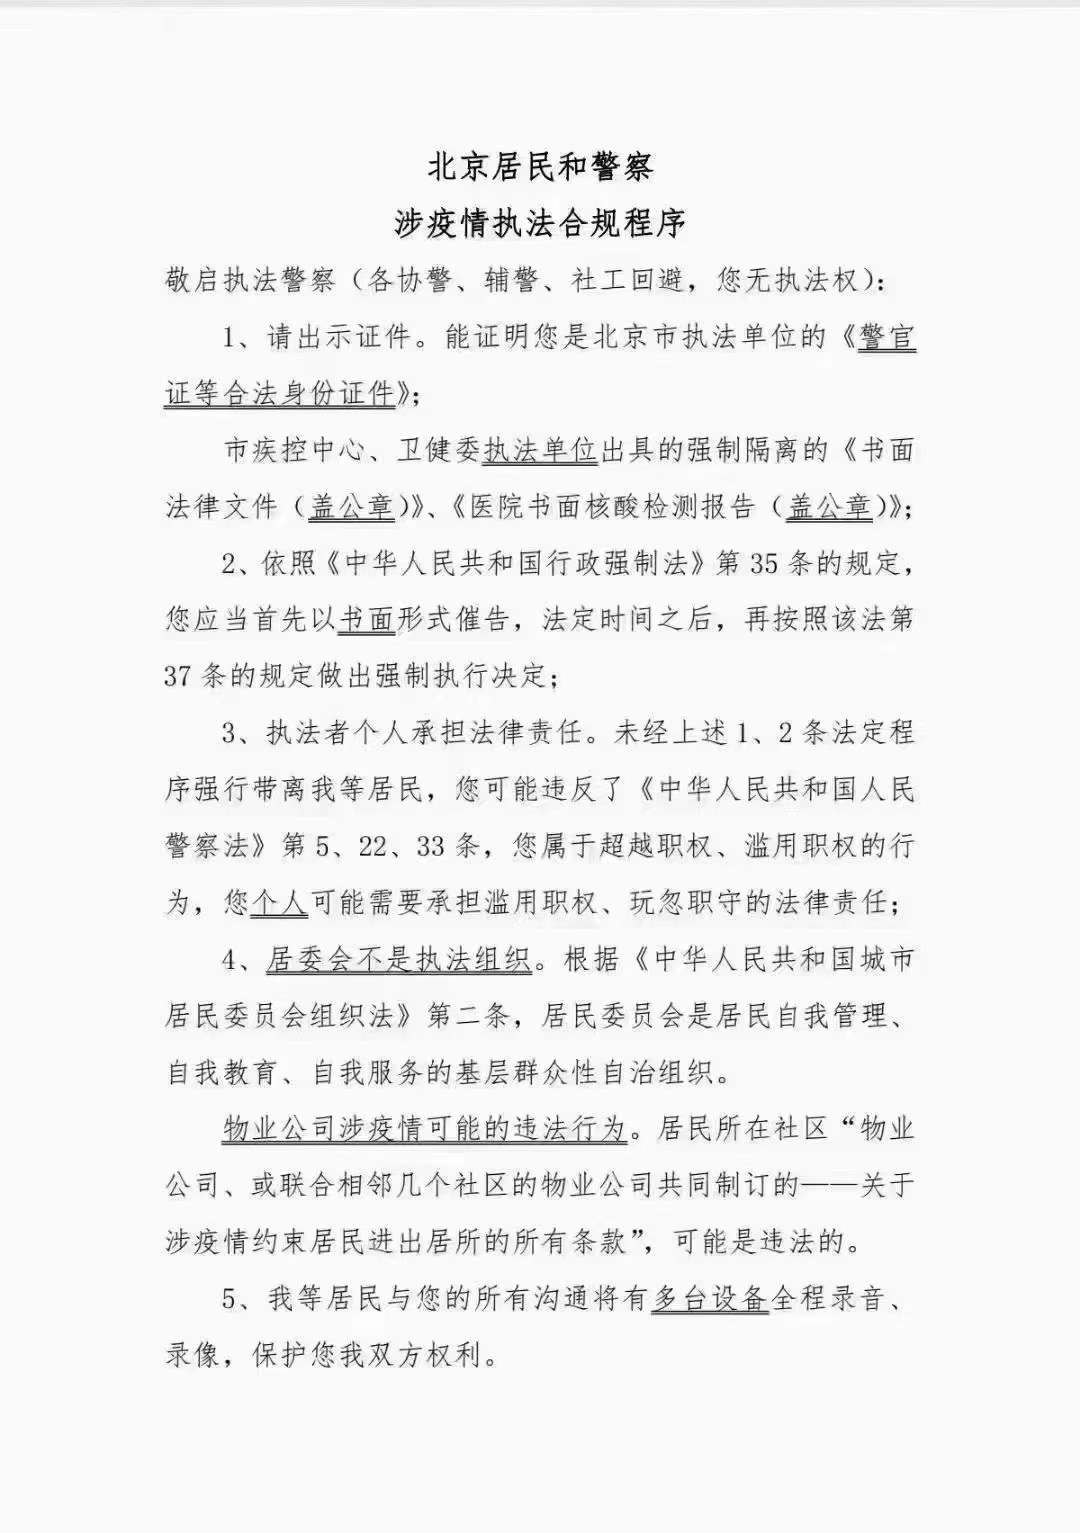 北京居民和警察
涉疫情执法合规程序
敬启执法警察（各协警、辅警、社工回避，您无执法权）：
1、请出示证件。能证明您是北京市执法单位的《警官
证等合法身份证件》；
市疾控中心、卫健委执法单位出具的强制隔离的《书面
法律文件（盖公章）》、《医院书面核酸检测报告（盖公章）》；
2、依照《中华人民共和国行政强制法》第 35 条的规定，
您应当首先以书面形式催告，法定时间之后，再按照该法第
37 条的规定做出强制执行决定；
3、执法者个人承担法律责任。未经上述 1、2 条法定程
序强行带离我等居民，您可能违反了《中华人民共和国人民
警察法》第 5、22、33 条，您属于超越职权、滥用职权的行
为，您个人可能需要承担滥用职权、玩忽职守的法律责任；
4、居委会不是执法组织。根据《中华人民共和国城市
居民委员会组织法》第二条，居民委员会是居民自我管理、
自我教育、自我服务的基层群众性自治组织。
物业公司涉疫情可能的违法行为。居民所在社区“物业
公司、或联合相邻几个社区的物业公司共同制订的——关于
涉疫情约束居民进出居所的所有条款”，可能是违法的。
5、我等居民与您的所有沟通将有多台设备全程录音、
录像，保护您我双方权利。